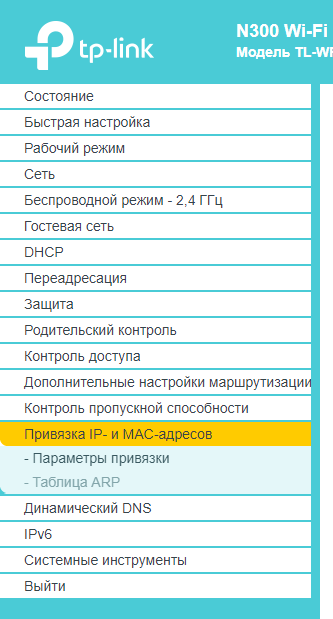 tp-link
N300 Wi-Fi
Модель TL-WR
Состояние
Быстрая настройка
Рабочий режим
Сеть
Беспроводной режим - 2,4 ГГц
Гостевая сеть
DHCP
Переадресация
Защита
Родительский контроль
Контроль доступа
Дополнительные настройки маршрутизации
Контроль пропускной способности
Привязка IP- и MAC-адресов
- Параметры привязки
- Таблица ARP
Динамический DNS
IPv6
Системные инструменты
Выйти